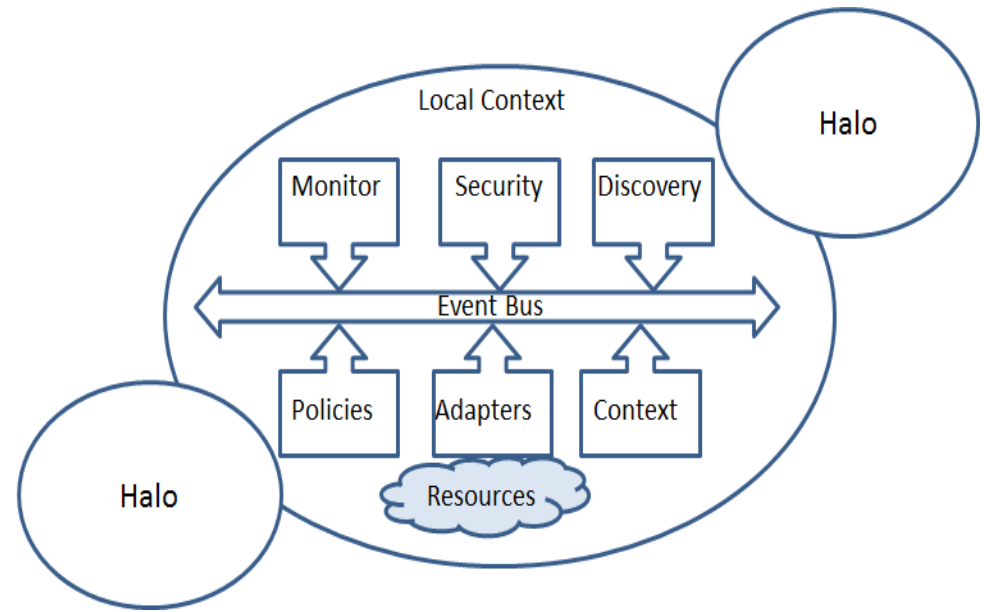 Local Context
Halo
Monitor
Security
Discovery
Event Bus
Policies
Adapters
Context
Halo
Resources